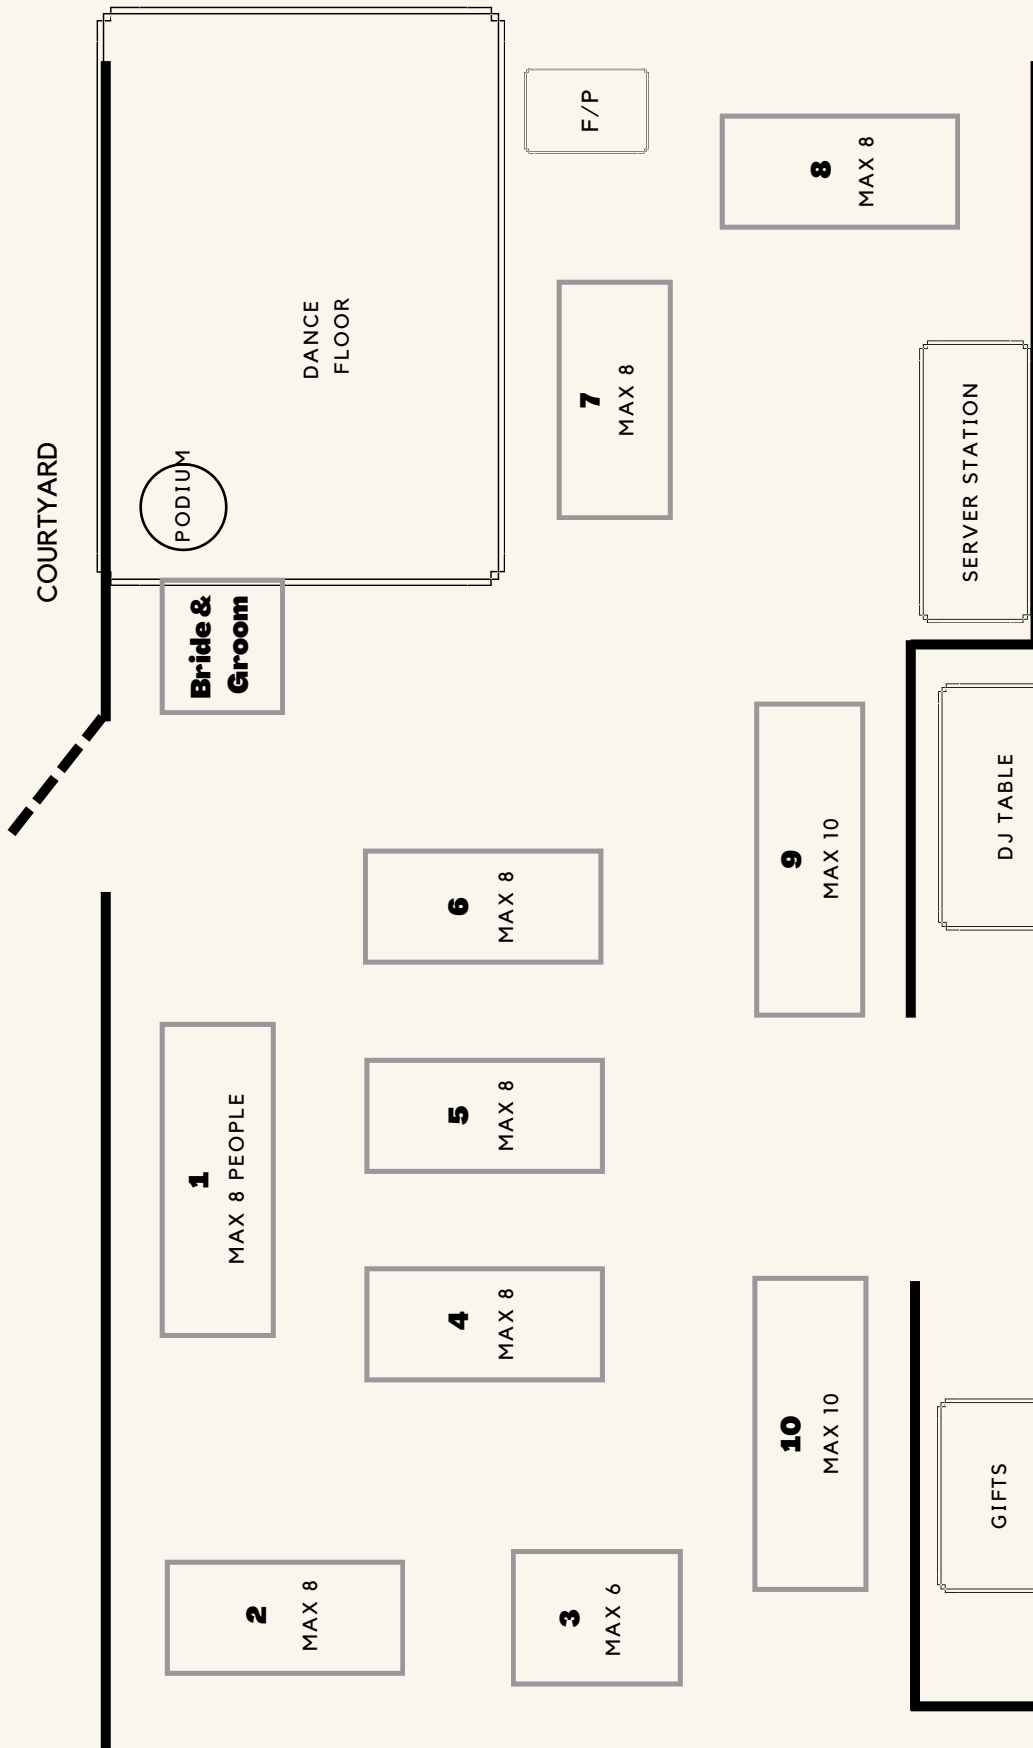 COURTYARD
DANCE
FLOOR
PODIUM
Bride &
Groom
F/P
8
MAX 8
7
MAX 8
SERVER STATION
DJ TABLE
9
MAX 10
6
MAX 8
5
MAX 8
1
MAX 8 PEOPLE
4
MAX 8
10
MAX 10
GIFTS
2
MAX 8
3
MAX 6